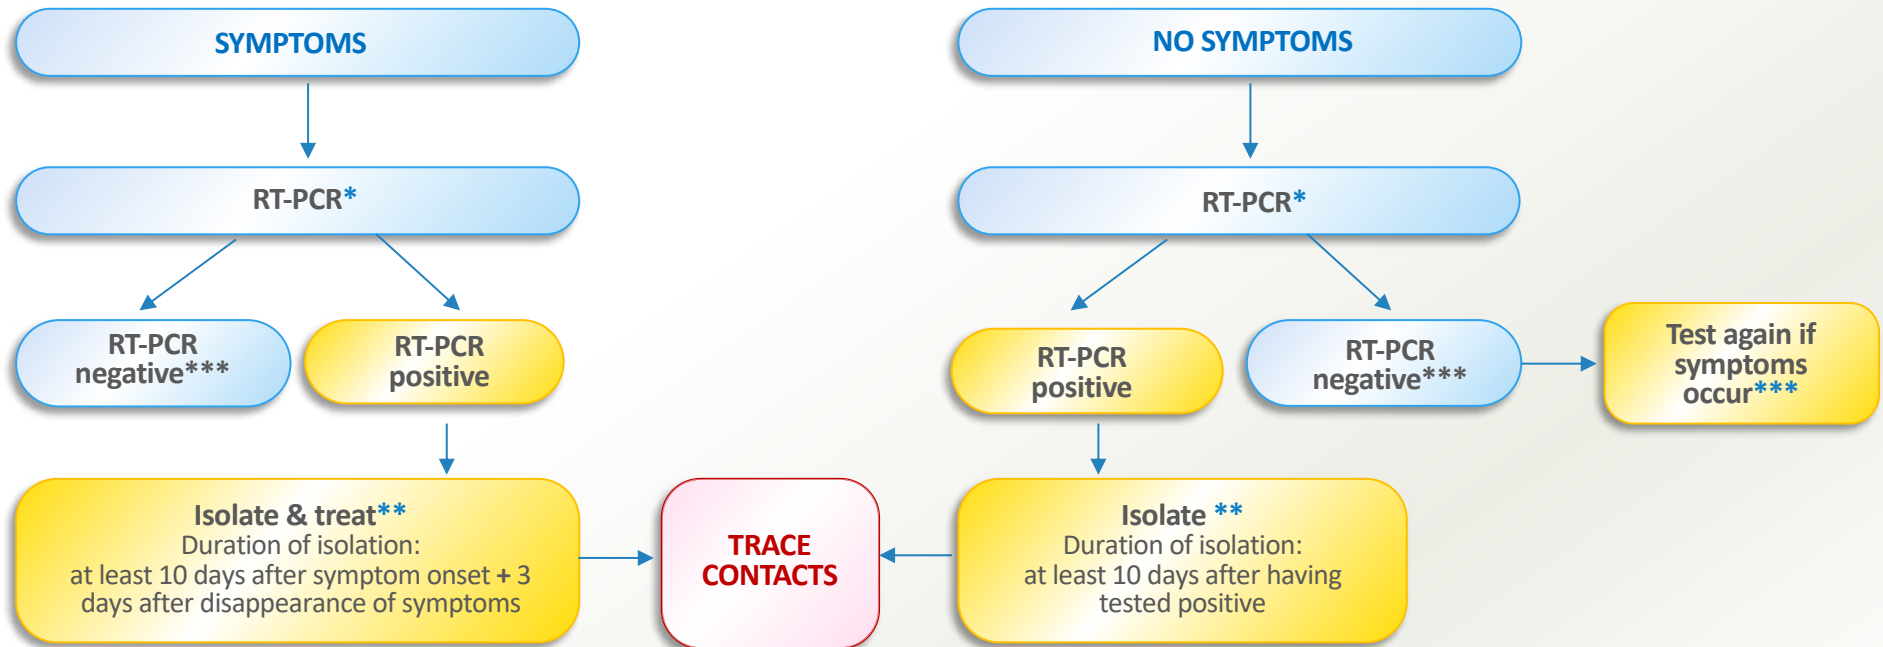 SYMPTOMS
NO SYMPTOMS
RT-PCR*
RT-PCR*
RT-PCR
negative***
RT-PCR
positive
RT-PCR
positive
RT-PCR
negative***
Test again if
symptoms
occur***
Isolate & treat**
Duration of isolation:
at least 10 days after symptom onset + 3
days after disappearance of symptoms
TRACE
CONTACTS
Isolate **
Duration of isolation:
at least 10 days after having
tested positive